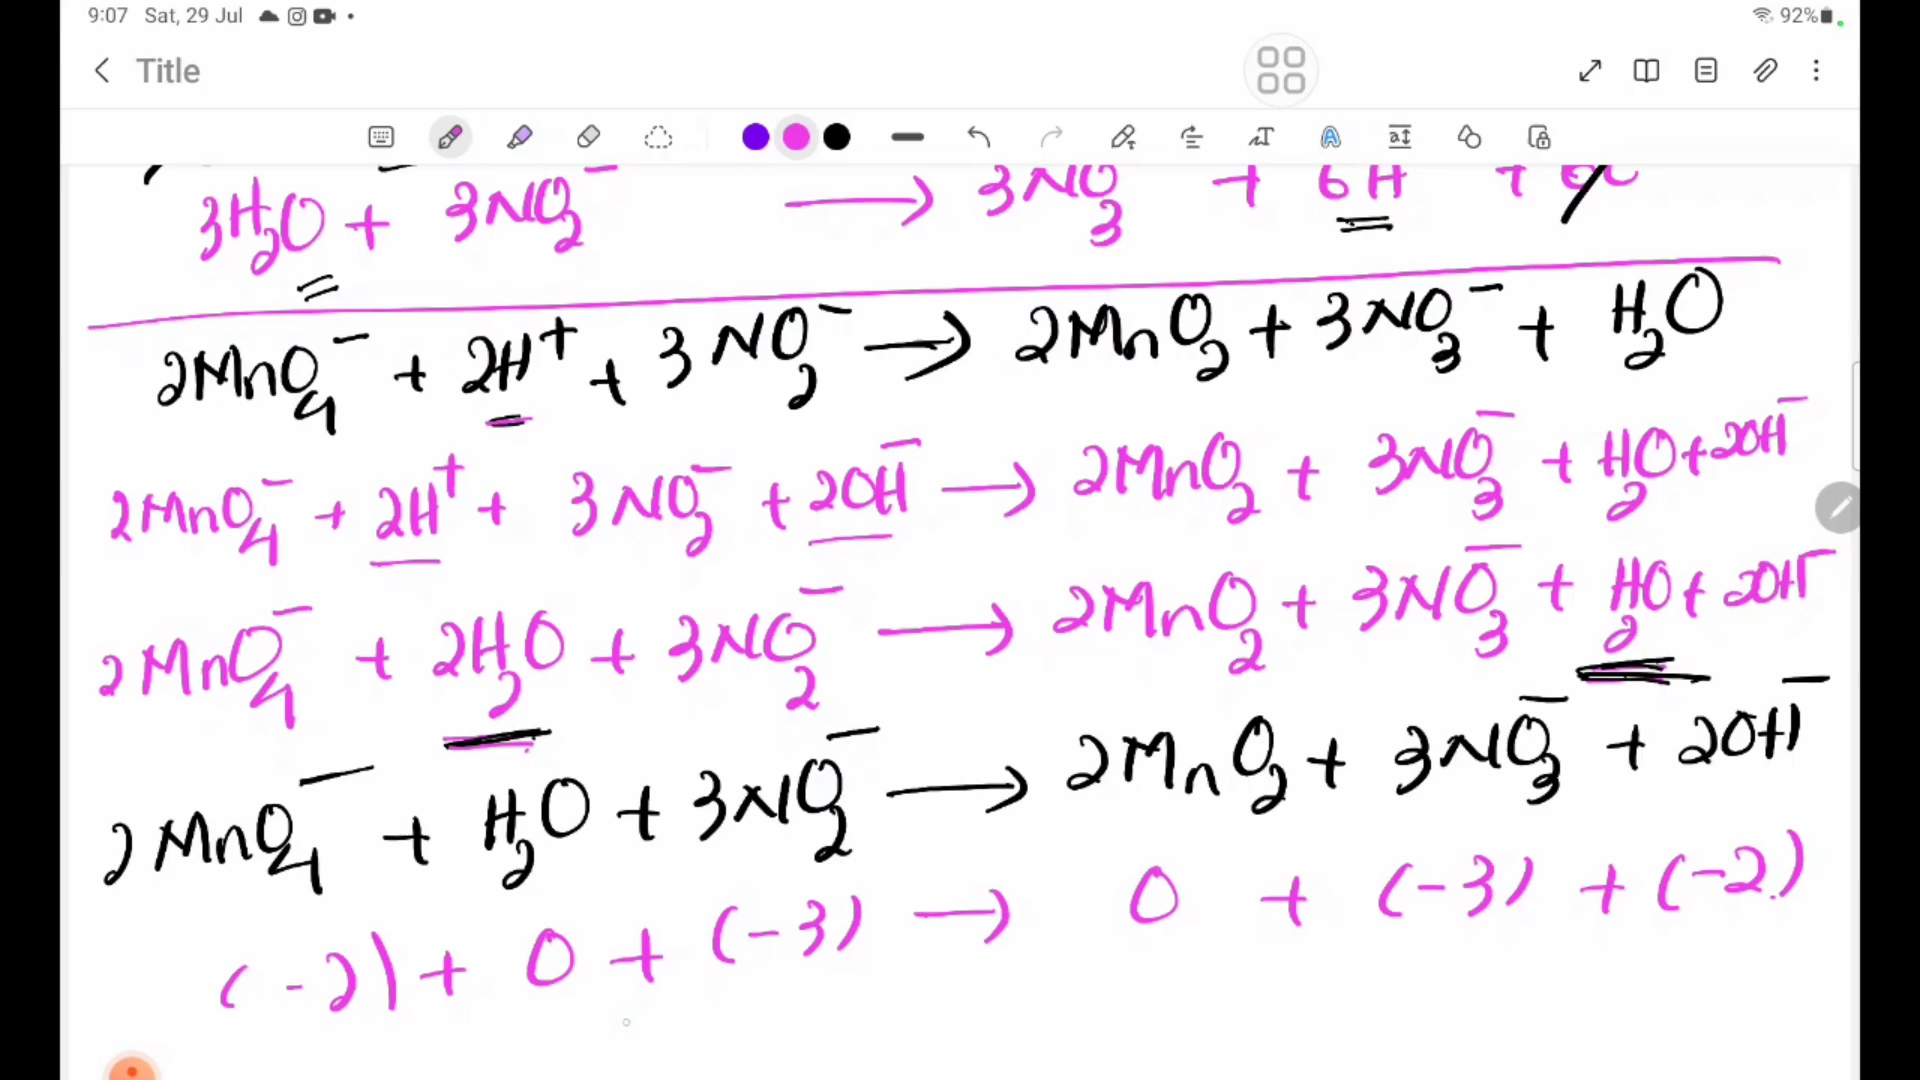 9:07 Sat, 29 Jul 92%
Title
3H₂O + 3NO₂⁻ → 3NO₃ + 6H +
2MnO₄⁻ + 2H⁺ + 3NO₂⁻ → 2MnO₂ + 3NO₃⁻ + H₂O
2MnO₄⁻ + 2H⁺ + 3NO₂⁻ + 2OH⁻ → 2MnO₂ + 3NO₃⁻ + H₂O + 2OH⁻
2MnO₄⁻ + 2H₂O + 3NO₂⁻ → 2MnO₂ + 3NO₃⁻ + H₂O + 2OH⁻
2MnO₄⁻ + H₂O + 3NO₂⁻ → 2MnO₂ + 3NO₃⁻ + 2OH⁻
(-2) + 0 + (-3) → 0 + (-3) + (-2)